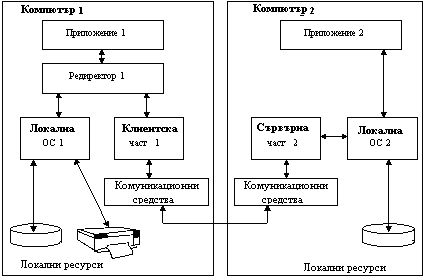 Компютър 1
Приложение 1
Редиректор 1
Локална
ОС 1
Клиентска
част 1
Комуникационни
средства
Локални ресурси
Компютър 2
Приложение 2
Сървърна
част 2
Локална
ОС 2
Комуникационни
средства
Локални ресурси